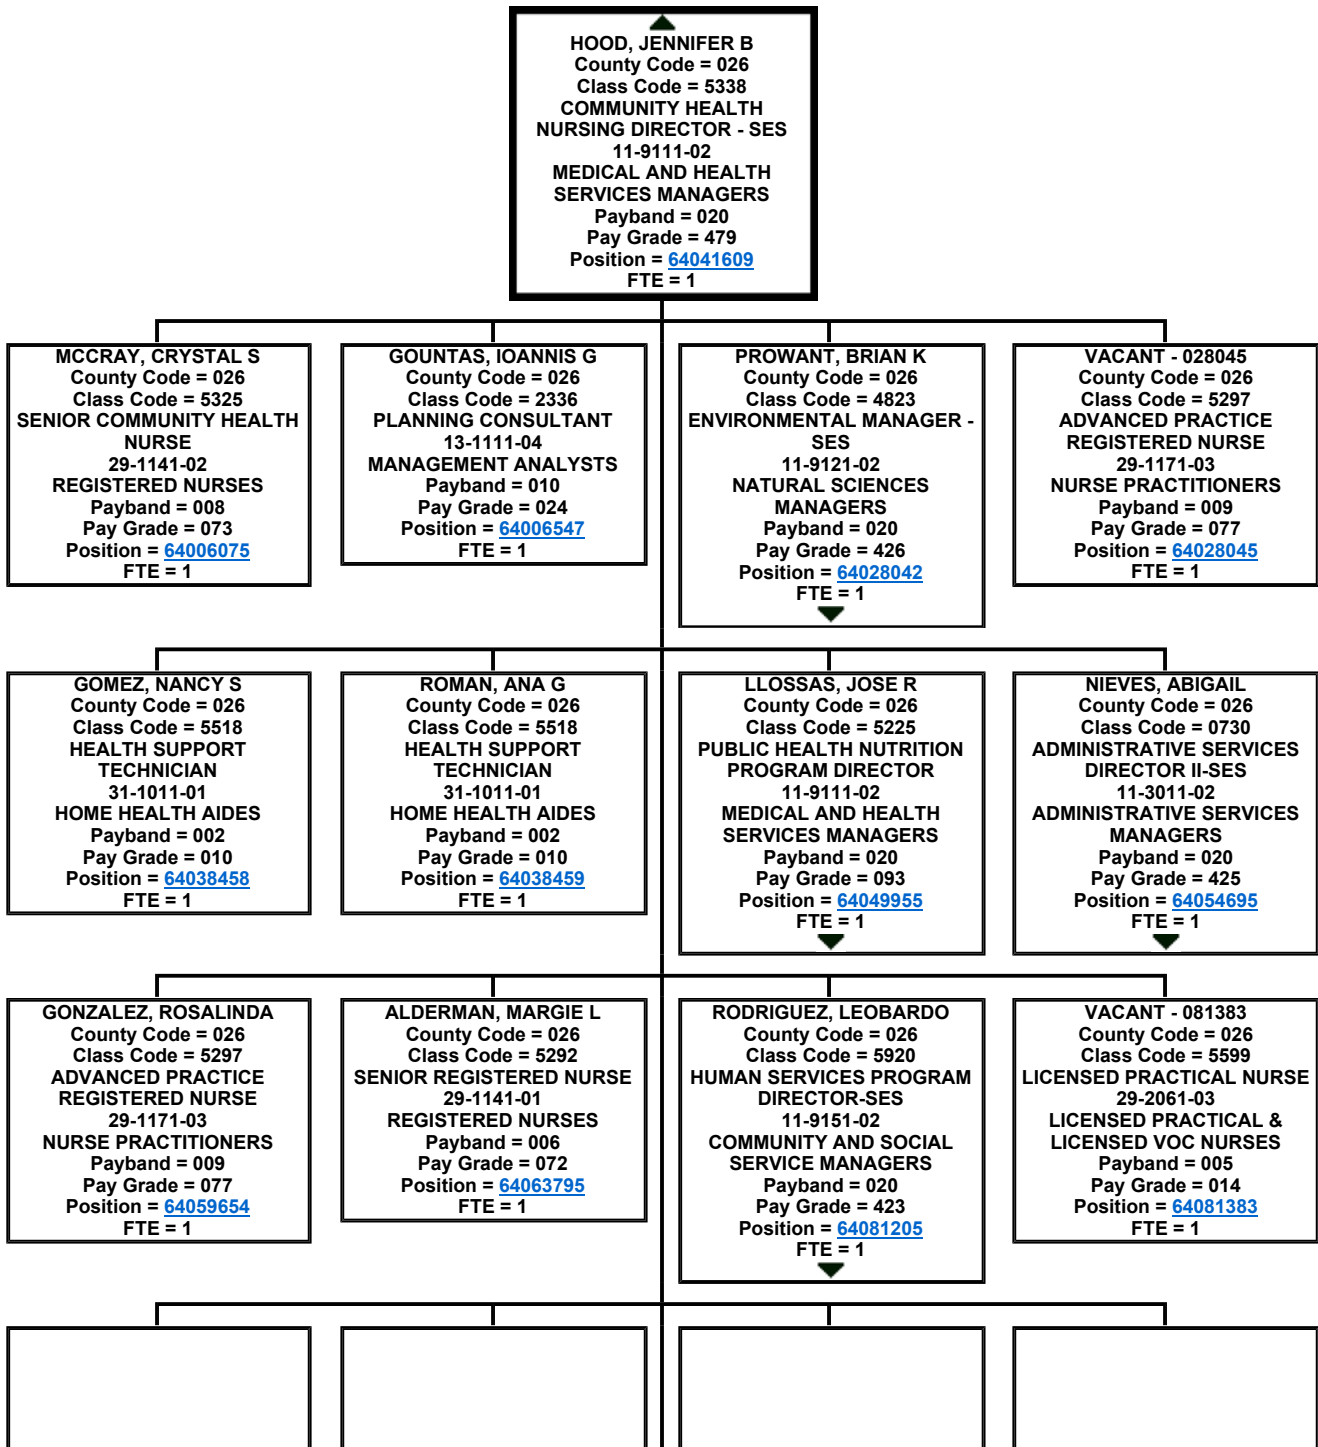 HOOD, JENNIFER B
County Code = 026
Class Code = 5338
COMMUNITY HEALTH
NURSING DIRECTOR - SES
11-9111-02
MEDICAL AND HEALTH
SERVICES MANAGERS
Payband = 020
Pay Grade = 479
Position = 64041609
FTE = 1
MCCRAY, CRYSTAL S
County Code = 026
Class Code = 5325
SENIOR COMMUNITY HEALTH
NURSE
29-1141-02
REGISTERED NURSES
Payband = 008
Pay Grade = 073
Position = 64006075
FTE = 1
GOUNTAS, IOANNIS G
County Code = 026
Class Code = 2336
PLANNING CONSULTANT
13-1111-04
MANAGEMENT ANALYSTS
Payband = 010
Pay Grade = 024
Position = 64006547
FTE = 1
PROWANT, BRIAN K
County Code = 026
Class Code = 4823
ENVIRONMENTAL MANAGER -
SES
11-9121-02
NATURAL SCIENCES
MANAGERS
Payband = 020
Pay Grade = 426
Position = 64028042
FTE = 1
VACANT - 028045
County Code = 026
Class Code = 5297
ADVANCED PRACTICE
REGISTERED NURSE
29-1171-03
NURSE PRACTITIONERS
Payband = 009
Pay Grade = 077
Position = 64028045
FTE = 1
GOMEZ, NANCY S
County Code = 026
Class Code = 5518
HEALTH SUPPORT
TECHNICIAN
31-1011-01
HOME HEALTH AIDES
Payband = 002
Pay Grade = 010
Position = 64038458
FTE = 1
ROMAN, ANA G
County Code = 026
Class Code = 5518
HEALTH SUPPORT
TECHNICIAN
31-1011-01
HOME HEALTH AIDES
Payband = 002
Pay Grade = 010
Position = 64038459
FTE = 1
LLOSSAS, JOSE R
County Code = 026
Class Code = 5225
PUBLIC HEALTH NUTRITION
PROGRAM DIRECTOR
11-9111-02
MEDICAL AND HEALTH
SERVICES MANAGERS
Payband = 020
Pay Grade = 093
Position = 64049955
FTE = 1
NIEVES, ABIGAIL
County Code = 026
Class Code = 0730
ADMINISTRATIVE SERVICES
DIRECTOR II-SES
11-3011-02
ADMINISTRATIVE SERVICES
MANAGERS
Payband = 020
Pay Grade = 425
Position = 64054695
FTE = 1
GONZALEZ, ROSALINDA
County Code = 026
Class Code = 5297
ADVANCED PRACTICE
REGISTERED NURSE
29-1171-03
NURSE PRACTITIONERS
Payband = 009
Pay Grade = 077
Position = 64059654
FTE = 1
ALDERMAN, MARGIE L
County Code = 026
Class Code = 5292
SENIOR REGISTERED NURSE
29-1141-01
REGISTERED NURSES
Payband = 006
Pay Grade = 072
Position = 64063795
FTE = 1
RODRIGUEZ, LEOBARDO
County Code = 026
Class Code = 5920
HUMAN SERVICES PROGRAM
DIRECTOR-SES
11-9151-02
COMMUNITY AND SOCIAL
SERVICE MANAGERS
Payband = 020
Pay Grade = 423
Position = 64081205
FTE = 1
VACANT - 081383
County Code = 026
Class Code = 5599
LICENSED PRACTICAL NURSE
29-2061-03
LICENSED PRACTICAL &
LICENSED VOC NURSES
Payband = 005
Pay Grade = 014
Position = 64081383
FTE = 1